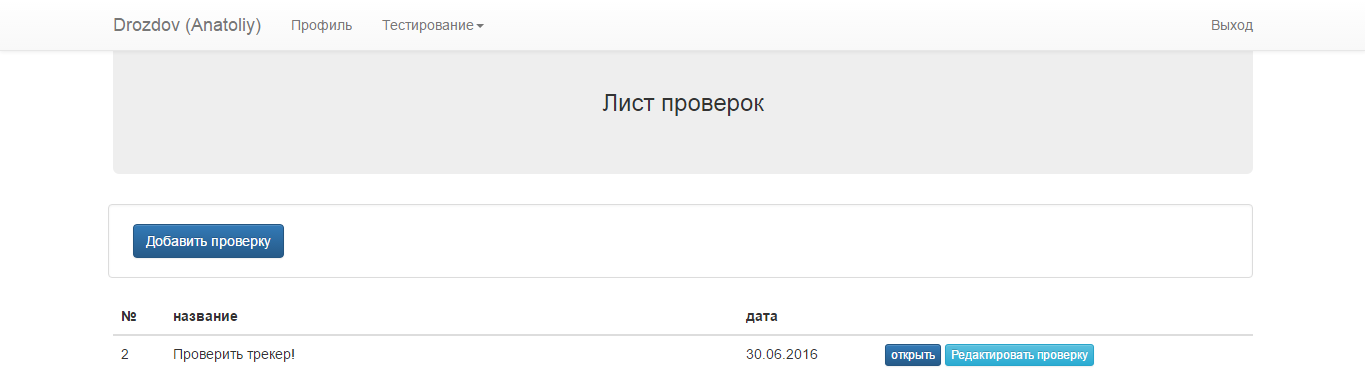 Drozdov (Anatoliy) Профиль Тестирование Выход
Лист проверок
Добавить проверку
№ название дата
2 Проверить трекер! 30.06.2016 открыть Редактировать проверку